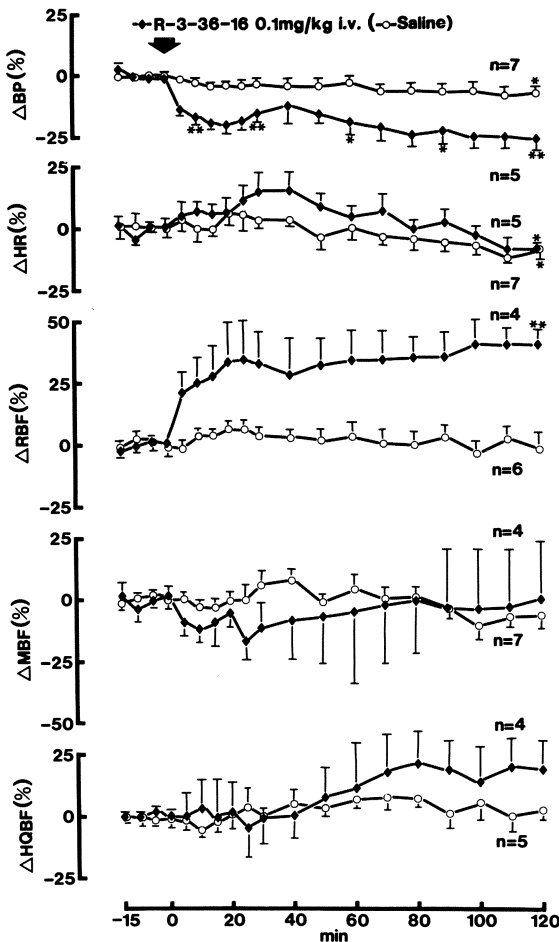 R-3-36-16 0.1mg/kg i.v. (-o-Saline)
25
0
-25
ΔBP(%)
n=7
*
** ** * * **
25
0
-25
ΔHR(%)
n=5
n=5
*
*
n=7
50
25
0
-25
ΔRBF(%)
n=4
**
n=6
25
0
-25
-50
ΔMBF(%)
n=4
n=7
25
0
-25
ΔHQBF(%)
n=4
n=5
-15 0 20 40 60 80 100 120
min